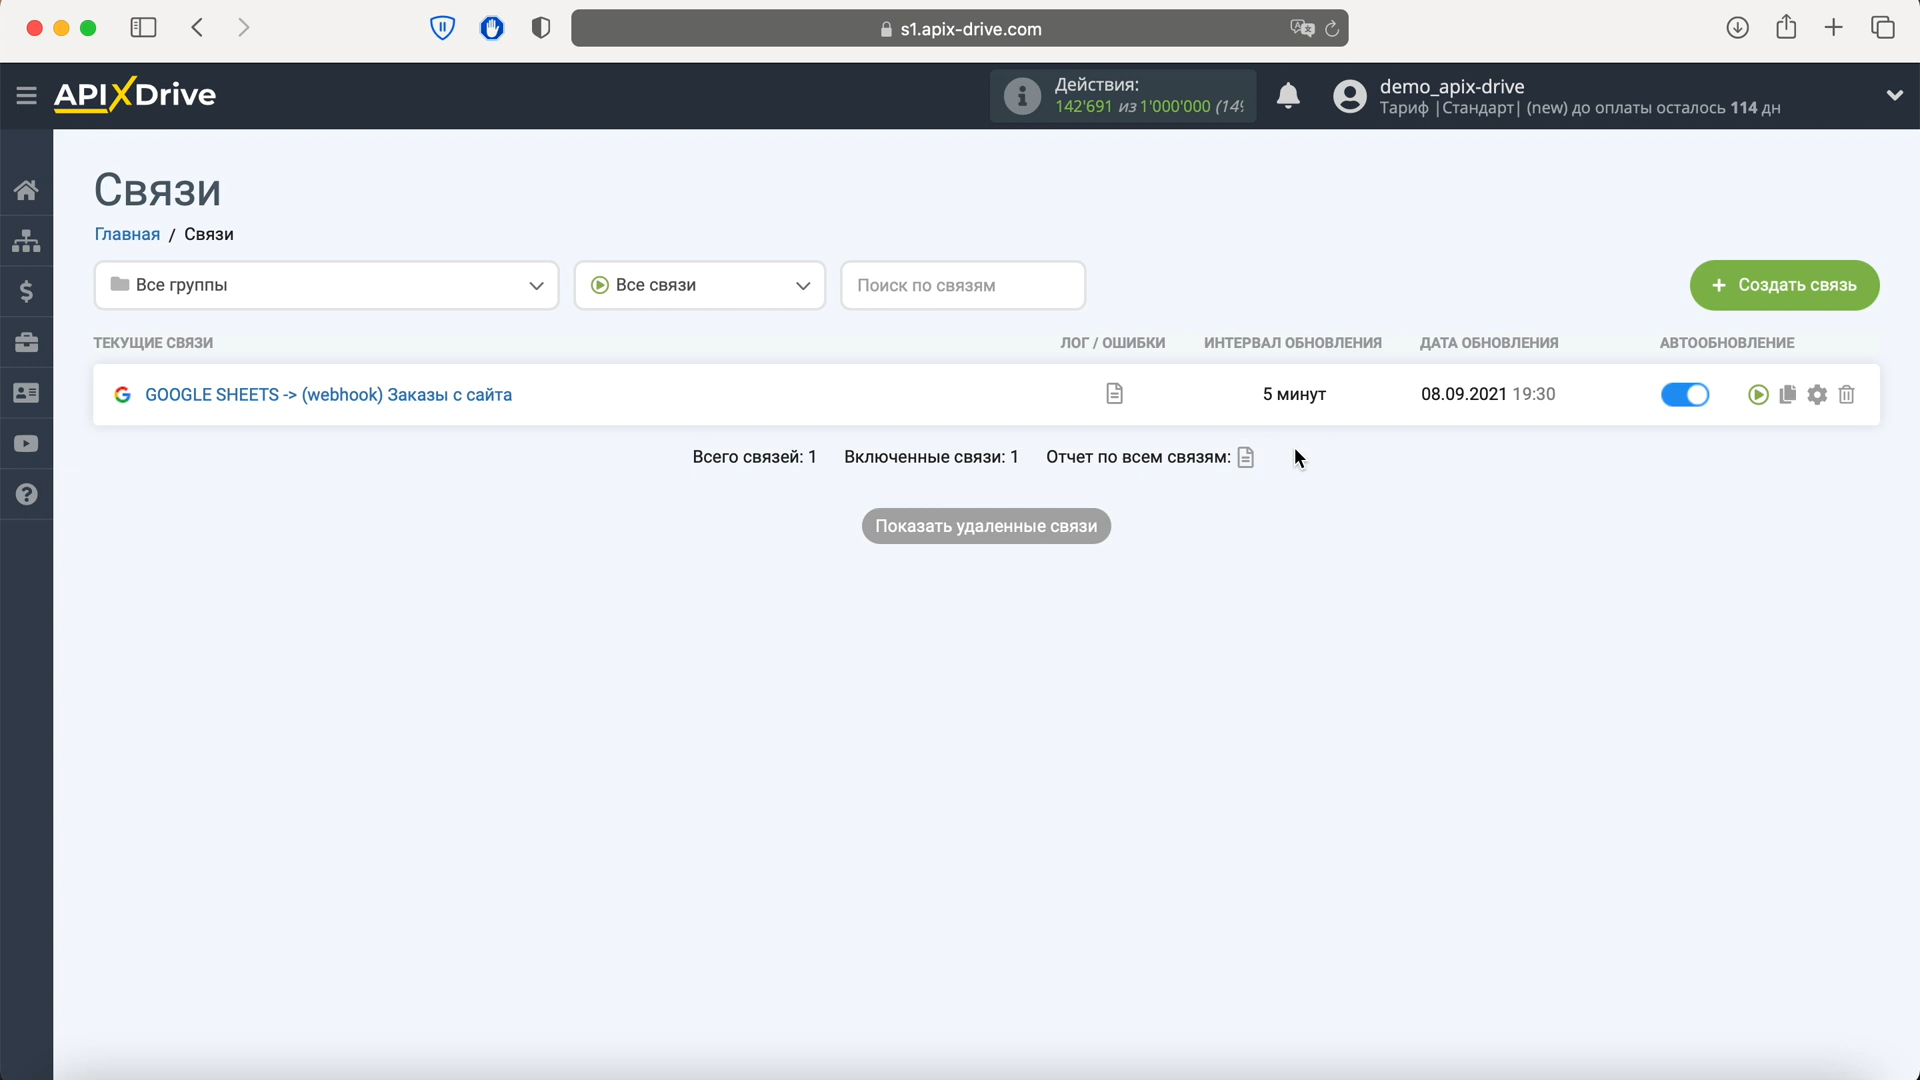 s1.apix-drive.com
APIXDrive
Действия:
142'691 из 1'000'000 (14%
demo_apix-drive
Тариф |Стандарт| (new) до оплаты осталось 114 дн
Связи
Главная / Связи
Все группы
Все связи
Поиск по связям
+ Создать связь
ТЕКУЩИЕ СВЯЗИ
ЛОГ / ОШИБКИ
ИНТЕРВАЛ ОБНОВЛЕНИЯ
ДАТА ОБНОВЛЕНИЯ
АВТООБНОВЛЕНИЕ
GOOGLE SHEETS -> (webhook) Заказы с сайта
5 минут
08.09.2021 19:30
Всего связей: 1
Включенные связи: 1
Отчет по всем связям:
Показать удаленные связи